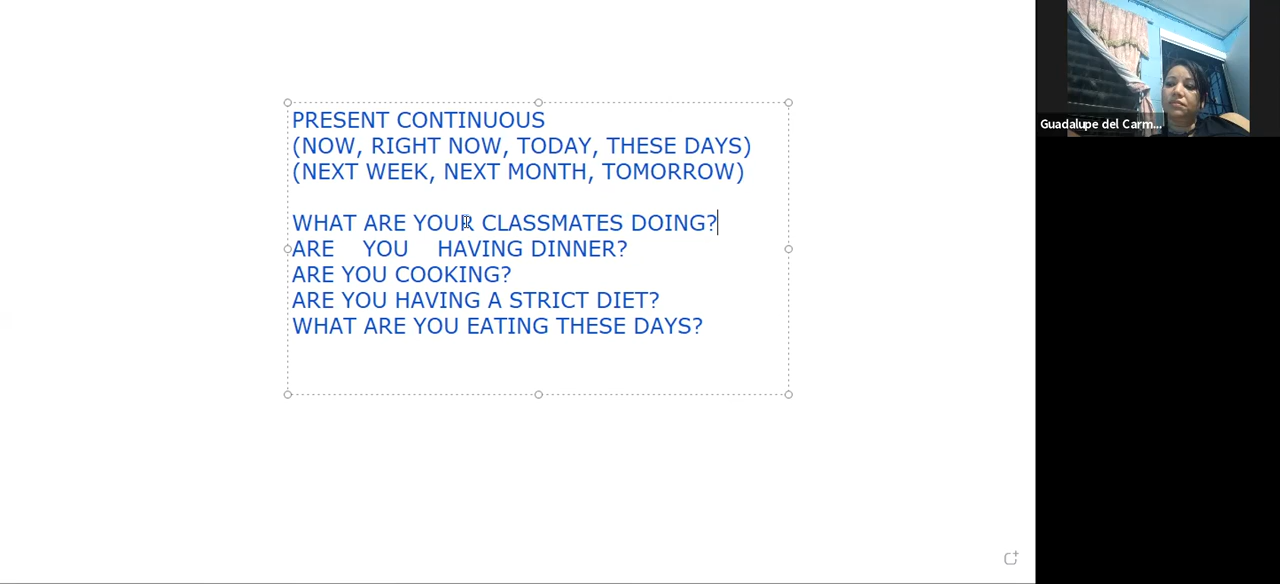 PRESENT CONTINUOUS
(NOW, RIGHT NOW, TODAY, THESE DAYS)
(NEXT WEEK, NEXT MONTH, TOMORROW)
WHAT ARE YOUR CLASSMATES DOING?
ARE YOU HAVING DINNER?
ARE YOU COOKING?
ARE YOU HAVING A STRICT DIET?
WHAT ARE YOU EATING THESE DAYS?
Guadalupe del Carm...